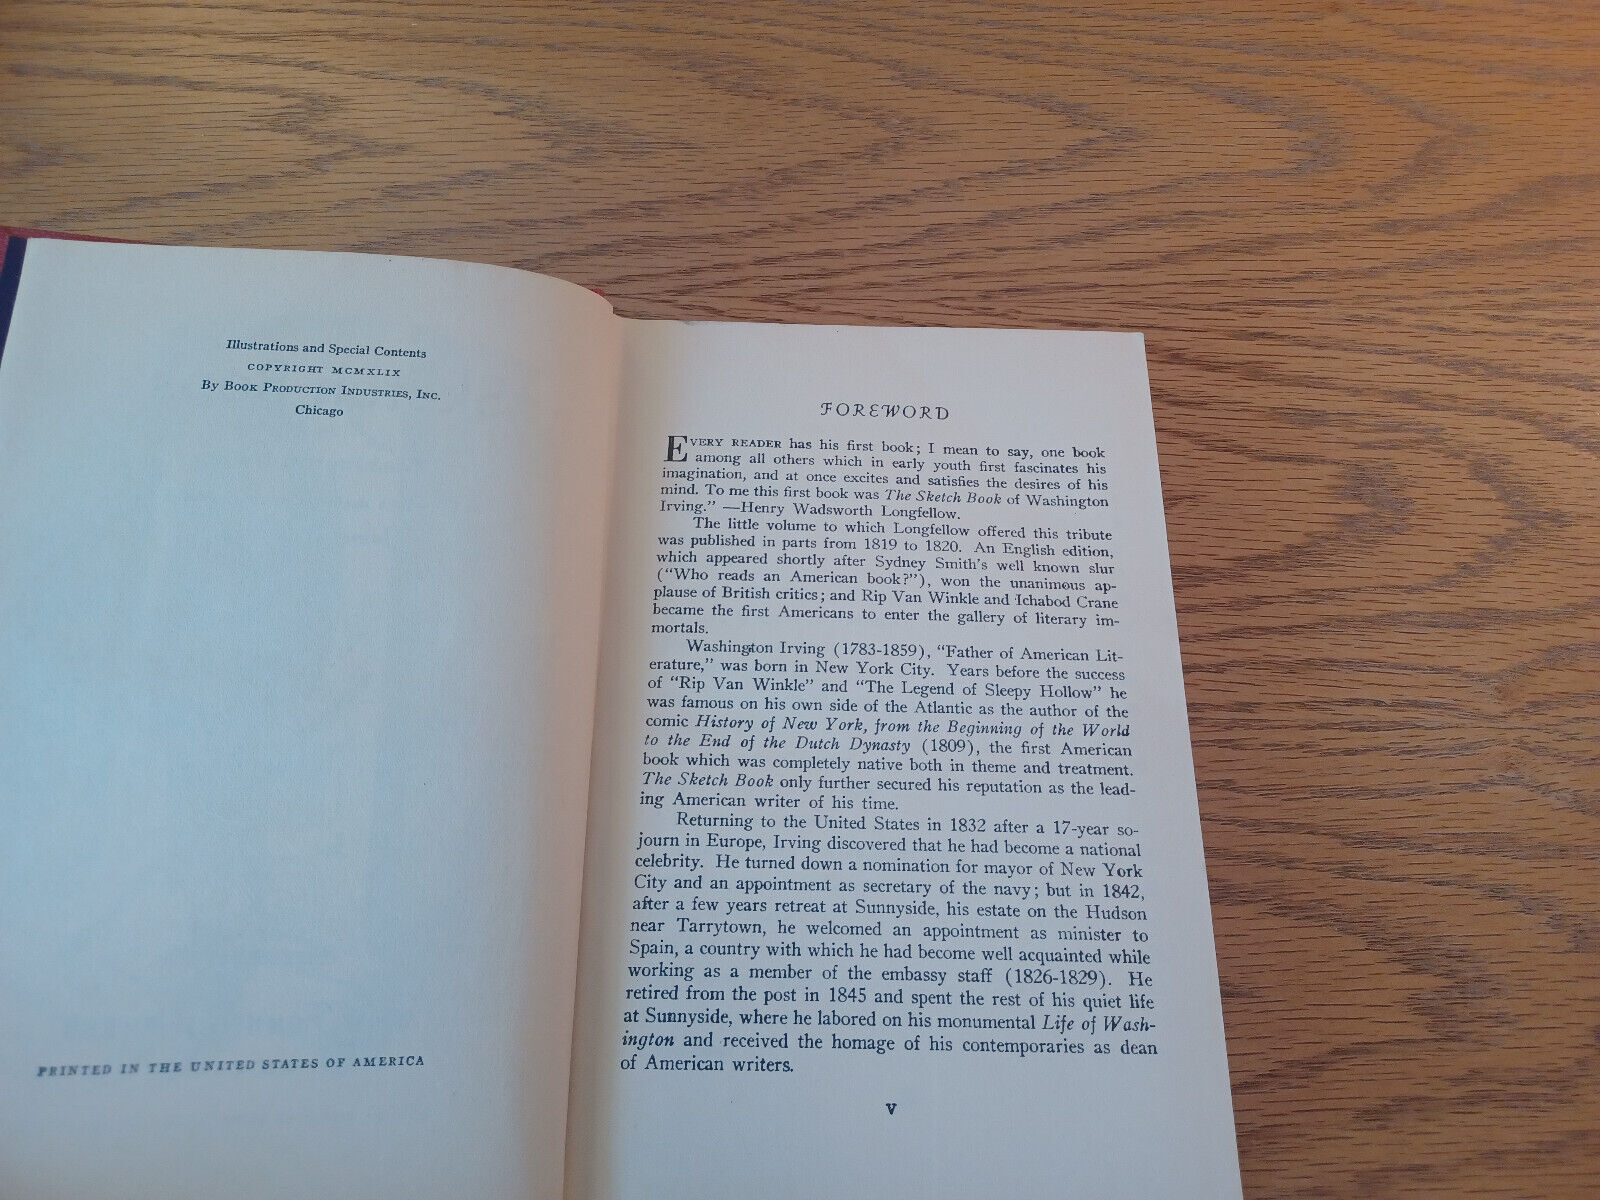 Illustrations and Special Contents
COPYRIGHT MCMXLIX
By Book Production Industries, Inc.
Chicago
PRINTED IN THE UNITED STATES OF AMERICA
FOREWORD
EVERY READER has his first book; I mean to say, one book
among all others which in early youth first fascinates his
imagination, and at once excites and satisfies the desires of his
mind. To me this first book was The Sketch Book of Washington
Irving." —Henry Wadsworth Longfellow.
The little volume to which Longfellow offered this tribute
was published in parts from 1819 to 1820. An English edition,
which appeared shortly after Sydney Smith's well known slur
("Who reads an American book?"), won the unanimous ap-
plause of British critics; and Rip Van Winkle and Ichabod Crane
became the first Americans to enter the gallery of literary im-
mortals.
Washington Irving (1783-1859), "Father of American Lit-
erature," was born in New York City. Years before the success
of "Rip Van Winkle" and "The Legend of Sleepy Hollow" he
was famous on his own side of the Atlantic as the author of the
comic History of New York, from the Beginning of the World
to the End of the Dutch Dynasty (1809), the first American
book which was completely native both in theme and treatment.
The Sketch Book only further secured his reputation as the lead-
ing American writer of his time.
Returning to the United States in 1832 after a 17-year so-
journ in Europe, Irving discovered that he had become a national
celebrity. He turned down a nomination for mayor of New York
City and an appointment as secretary of the navy; but in 1842,
after a few years retreat at Sunnyside, his estate on the Hudson
near Tarrytown, he welcomed an appointment as minister to
Spain, a country with which he had become well acquainted while
working as a member of the embassy staff (1826-1829). He
retired from the post in 1845 and spent the rest of his quiet life
at Sunnyside, where he labored on his monumental Life of Wash-
ington and received the homage of his contemporaries as dean
of American writers.
V